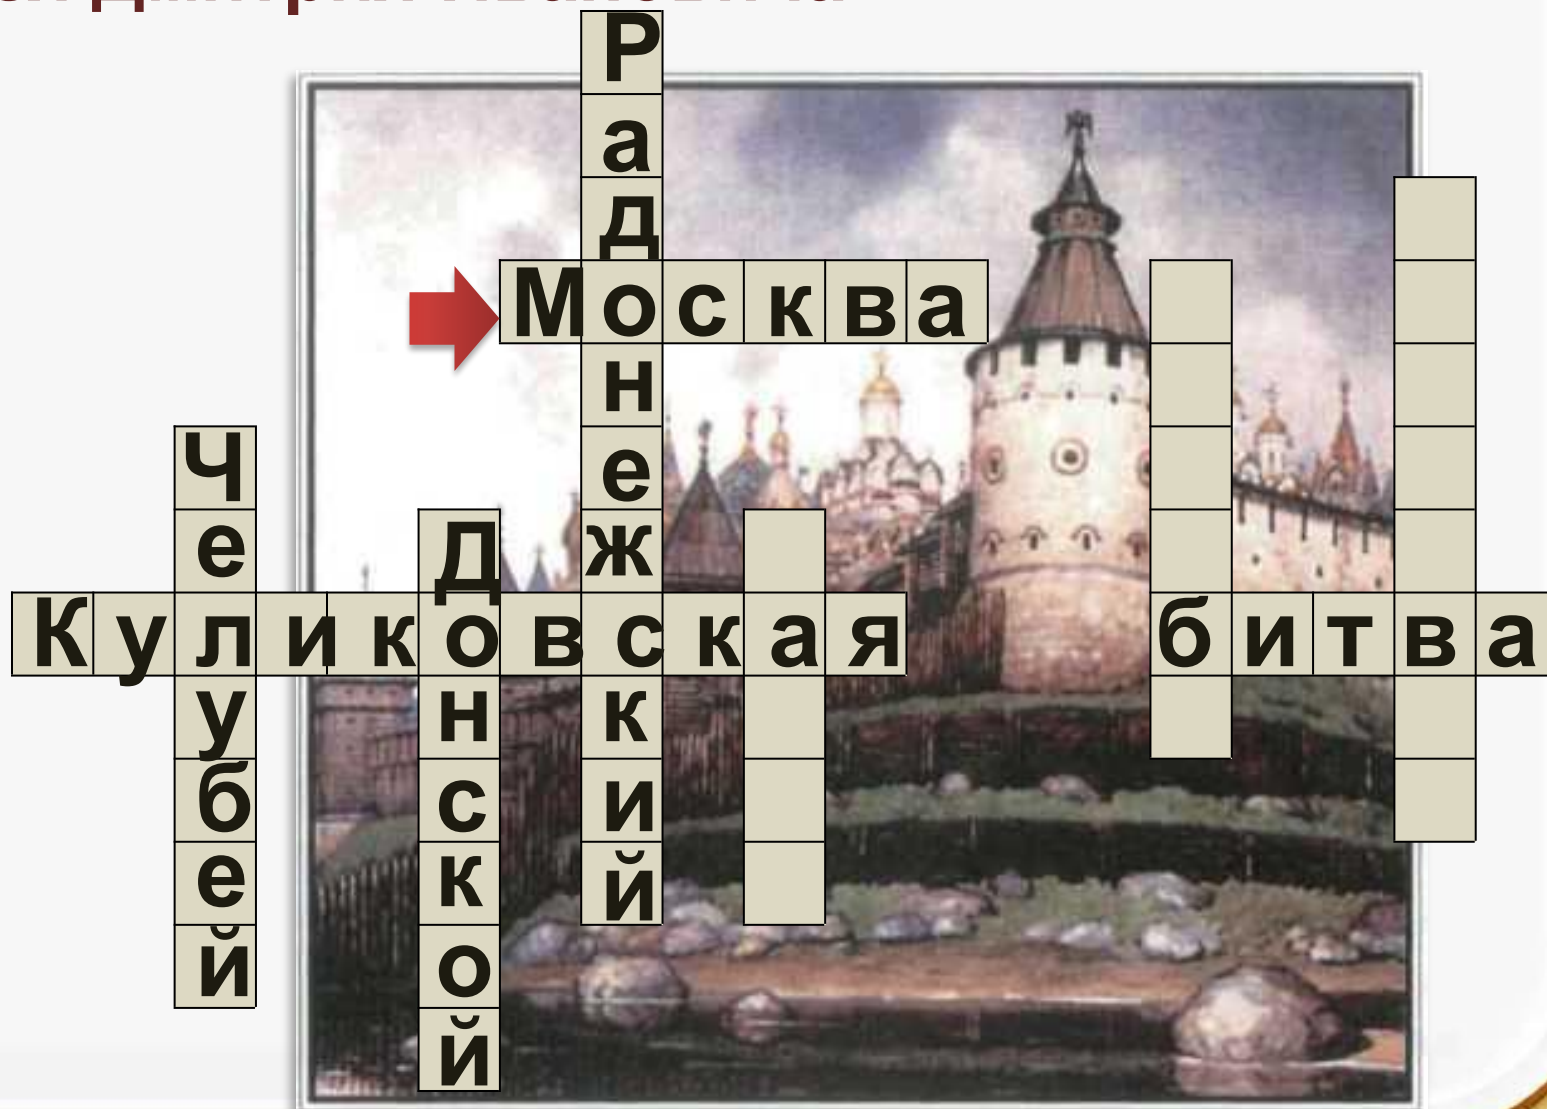 Радонежский
Москва
Челубей
Донской
Куликовская битва